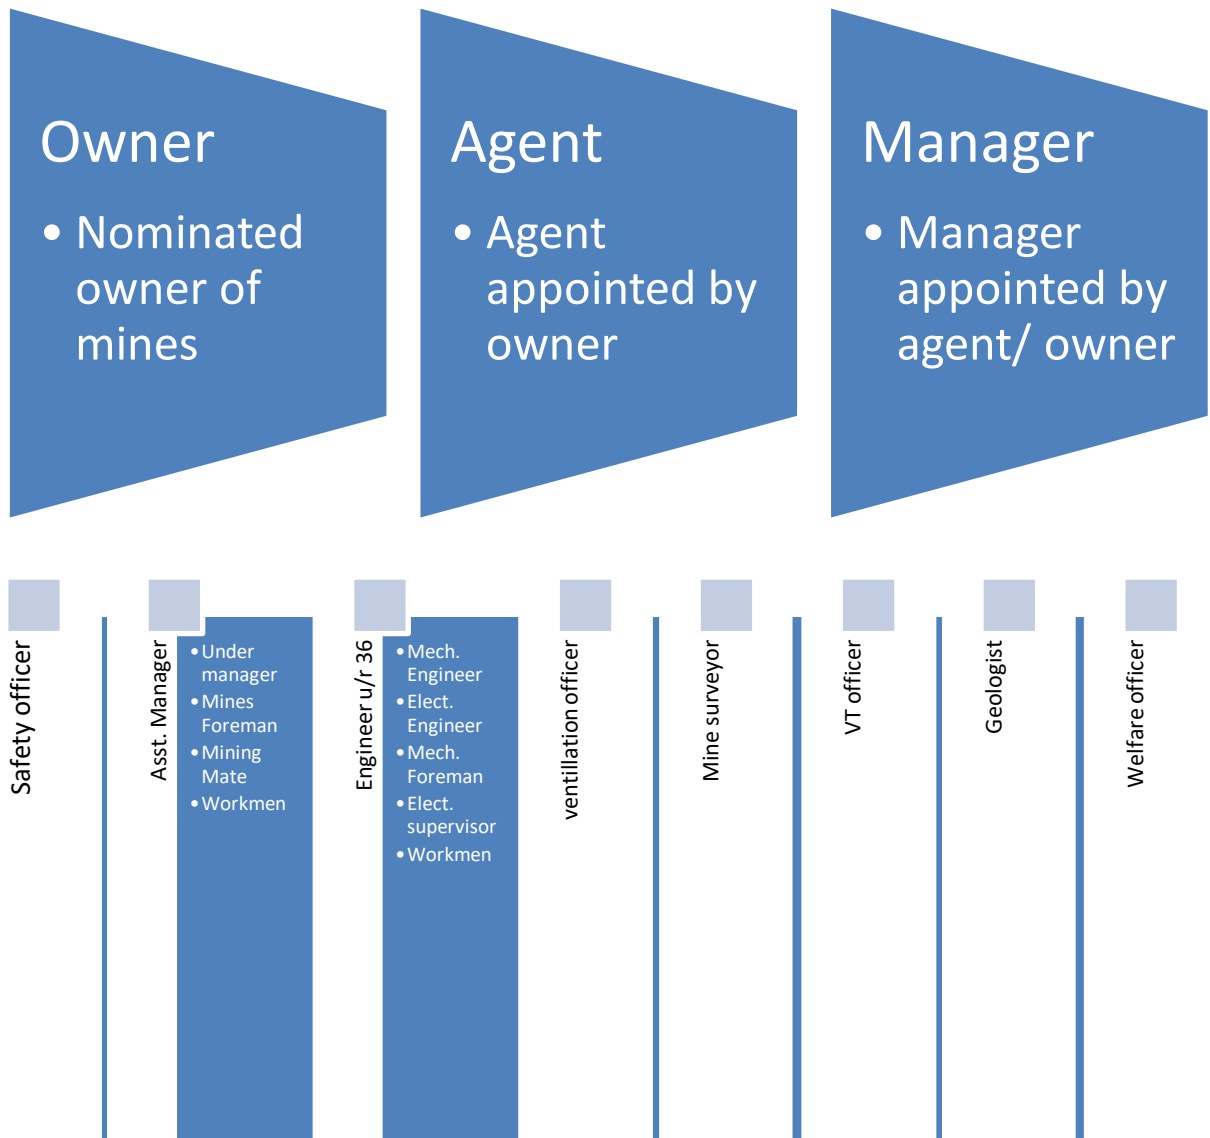 Owner
• Nominated
owner of
mines
Agent
• Agent
appointed by
owner
Manager
• Manager
appointed by
agent/ owner
Safety officer
Asst. Manager
• Under
manager
• Mines
Foreman
• Mining
Mate
• Workmen
Engineer u/r 36
• Mech.
Engineer
• Elect.
Engineer
• Mech.
Foreman
• Elect.
supervisor
• Workmen
ventillation officer
Mine surveyor
VT officer
Geologist
Welfare officer